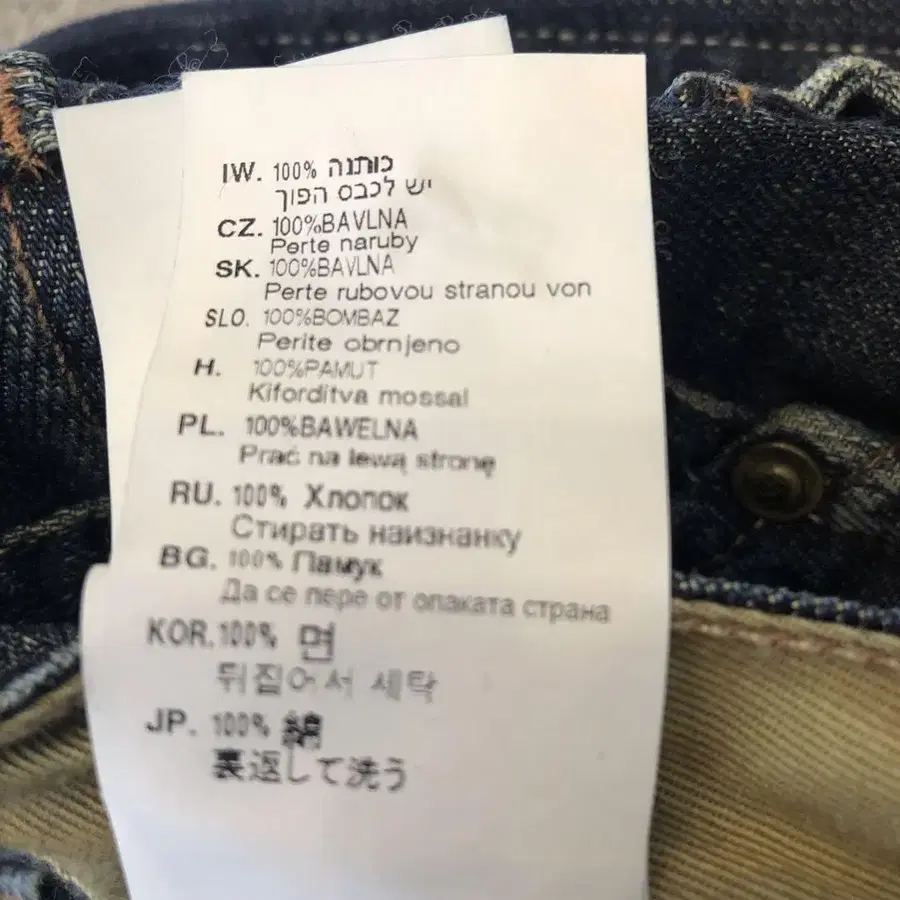 IW. 100% כותנה
יש לכבס הפוך
CZ. 100%BAVLNA
Perte naruby
SK. 100%BAVLNA
Perte rubovou stranou von
SLO. 100%BOMBAZ
Perite obrnjeno
H. 100%PAMUT
Kiforditva mossal
PL. 100%BAWELNA
Prać na lewą stronę
RU. 100% Хлопок
Стирать наизнанку
BG. 100% Памук
Да се пере от опаката страна
KOR. 100% 면
뒤집어서 세탁
JP. 100% 綿
裏返して洗う